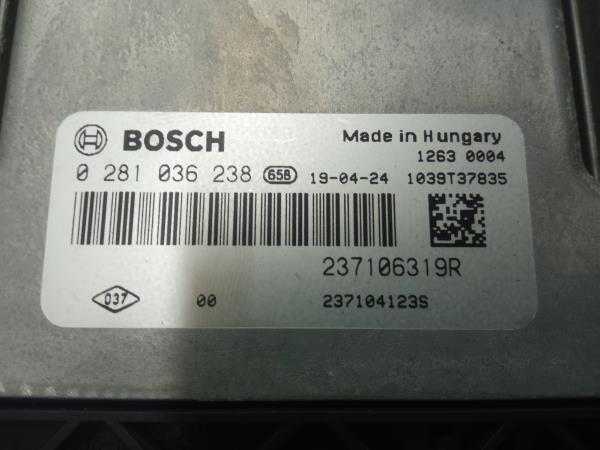 BOSCH
Made in Hungary
1263 0004
0 281 036 238 658 19-04-24 1039T37835
237106319R
037 00 237104123S